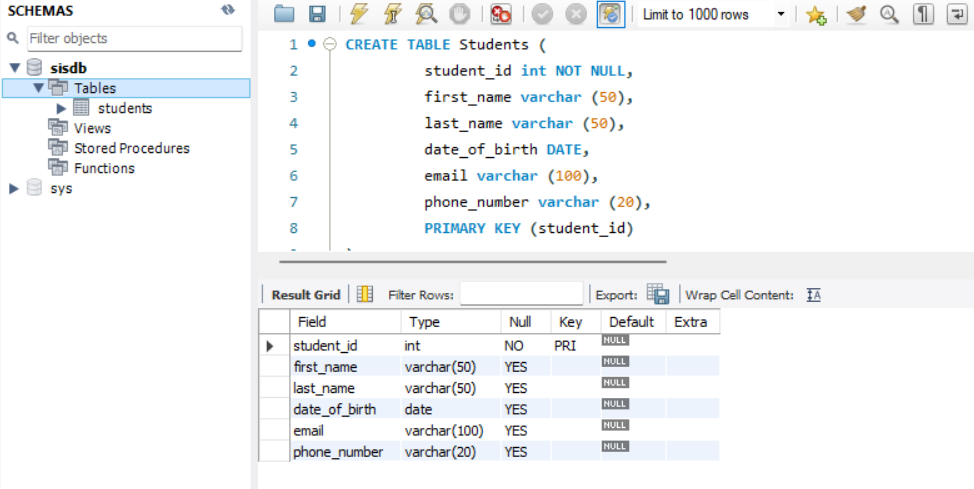 SCHEMAS
Filter objects
sisdb
Tables
students
Views
Stored Procedures
Functions
sys
Limit to 1000 rows
1 CREATE TABLE Students (
2 student_id int NOT NULL,
3 first_name varchar (50),
4 last_name varchar (50),
5 date_of_birth DATE,
6 email varchar (100),
7 phone_number varchar (20),
8 PRIMARY KEY (student_id)
Result Grid Filter Rows: Export: Wrap Cell Content: IA
Field Type Null Key Default Extra
student_id int NO PRI NULL
first_name varchar(50) YES NULL
last_name varchar(50) YES NULL
date_of_birth date YES NULL
email varchar(100) YES NULL
phone_number varchar(20) YES NULL